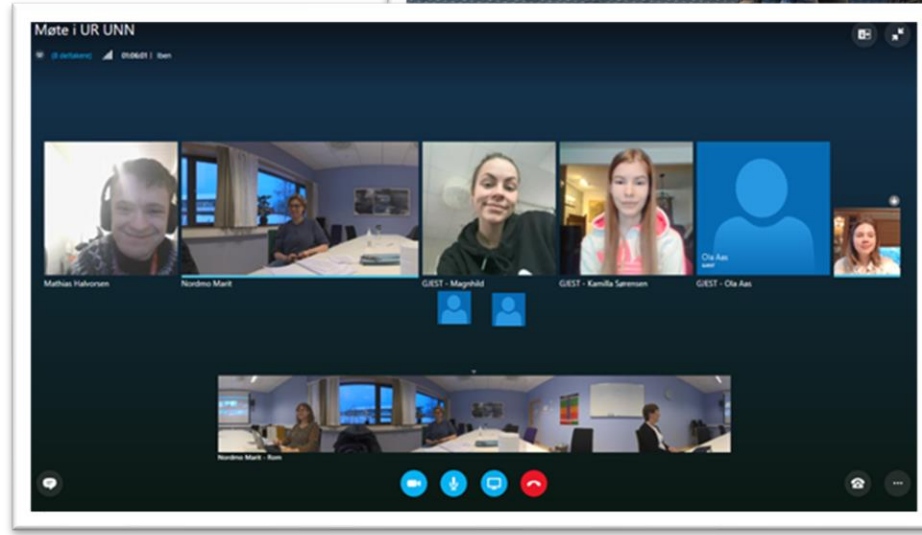 Møte i UR UNN
(8 deltakere) 01:06:01 | Iben
Mathias Halvorsen
Nordmo Marit
GJEST - Magnhild
GJEST - Kamilla Sørensen
Ola Aas
GJEST - Ola Aas
Nordmo Marit - Rom